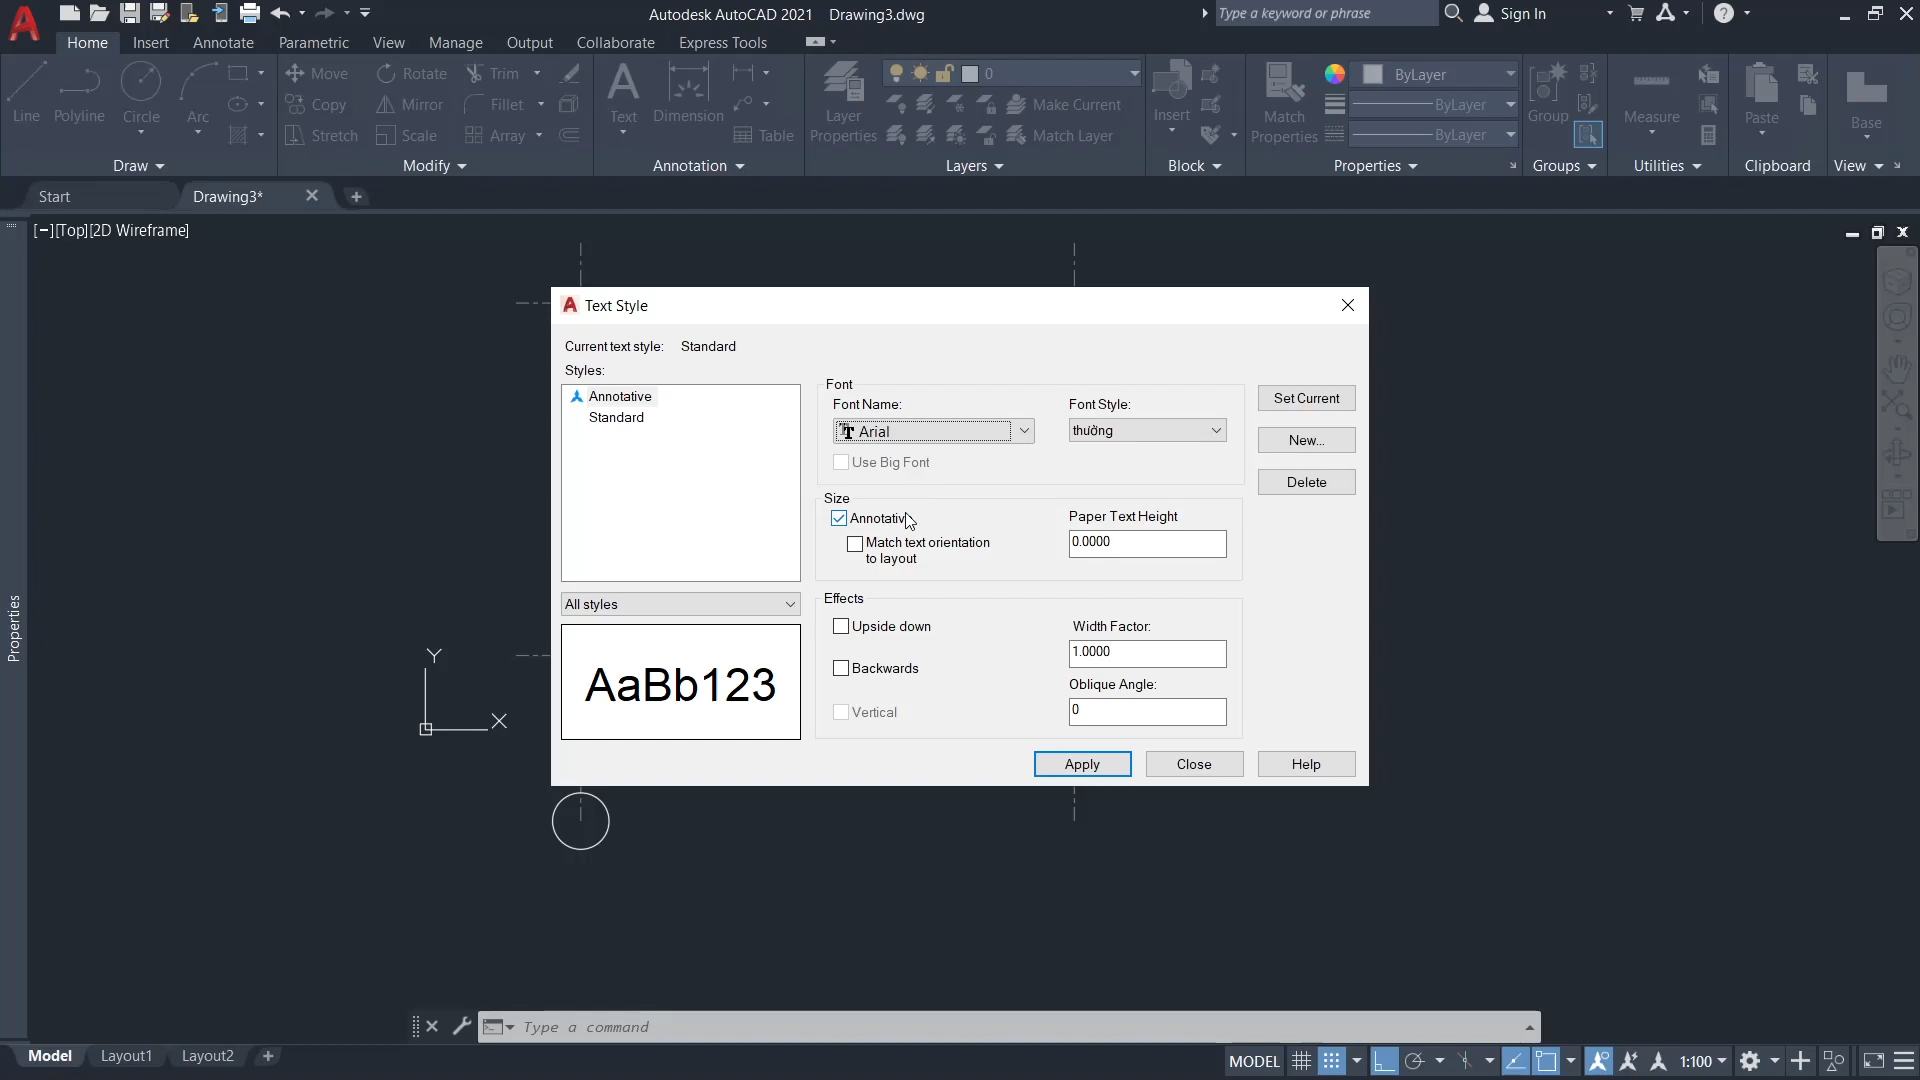 Autodesk AutoCAD 2021 Drawing3.dwg
Type a keyword or phrase
Sign In
Home Insert Annotate Parametric View Manage Output Collaborate Express Tools
Line Polyline Circle Arc
Move Rotate Trim
Copy Mirror Fillet
Stretch Scale Array
Text Dimension Table
Layer Properties
0
Make Current
Match Layer
Insert
Match Properties
ByLayer
ByLayer
ByLayer
Group
Measure
Paste
Base
Draw Modify Annotation Layers Block Properties Groups Utilities Clipboard View
Start Drawing3*
[−][Top][2D Wireframe]
Properties
Text Style
Current text style: Standard
Styles:
Annotative
Standard
All styles
AaBb123
Font
Font Name:
Arial
Use Big Font
Font Style:
thường
Size
Annotativ
Match text orientation
to layout
Paper Text Height
0.0000
Effects
Upside down
Backwards
Vertical
Width Factor:
1.0000
Oblique Angle:
0
Set Current
New...
Delete
Apply Close Help
Y
X
Type a command
Model Layout1 Layout2
MODEL
1:100